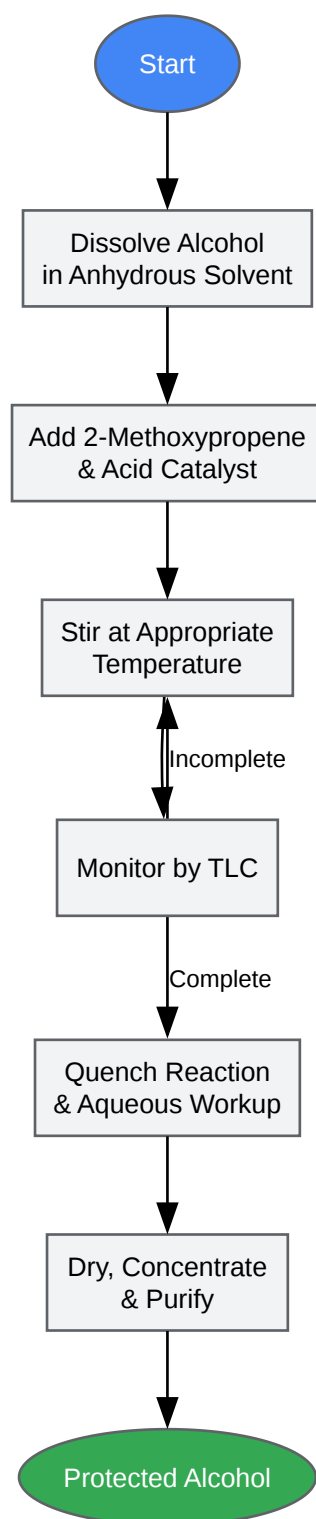 Start
Dissolve Alcohol
in Anhydrous Solvent
Add 2-Methoxypropene
& Acid Catalyst
Stir at Appropriate
Temperature
Incomplete
Monitor by TLC
Complete
Quench Reaction
& Aqueous Workup
Dry, Concentrate
& Purify
Protected Alcohol